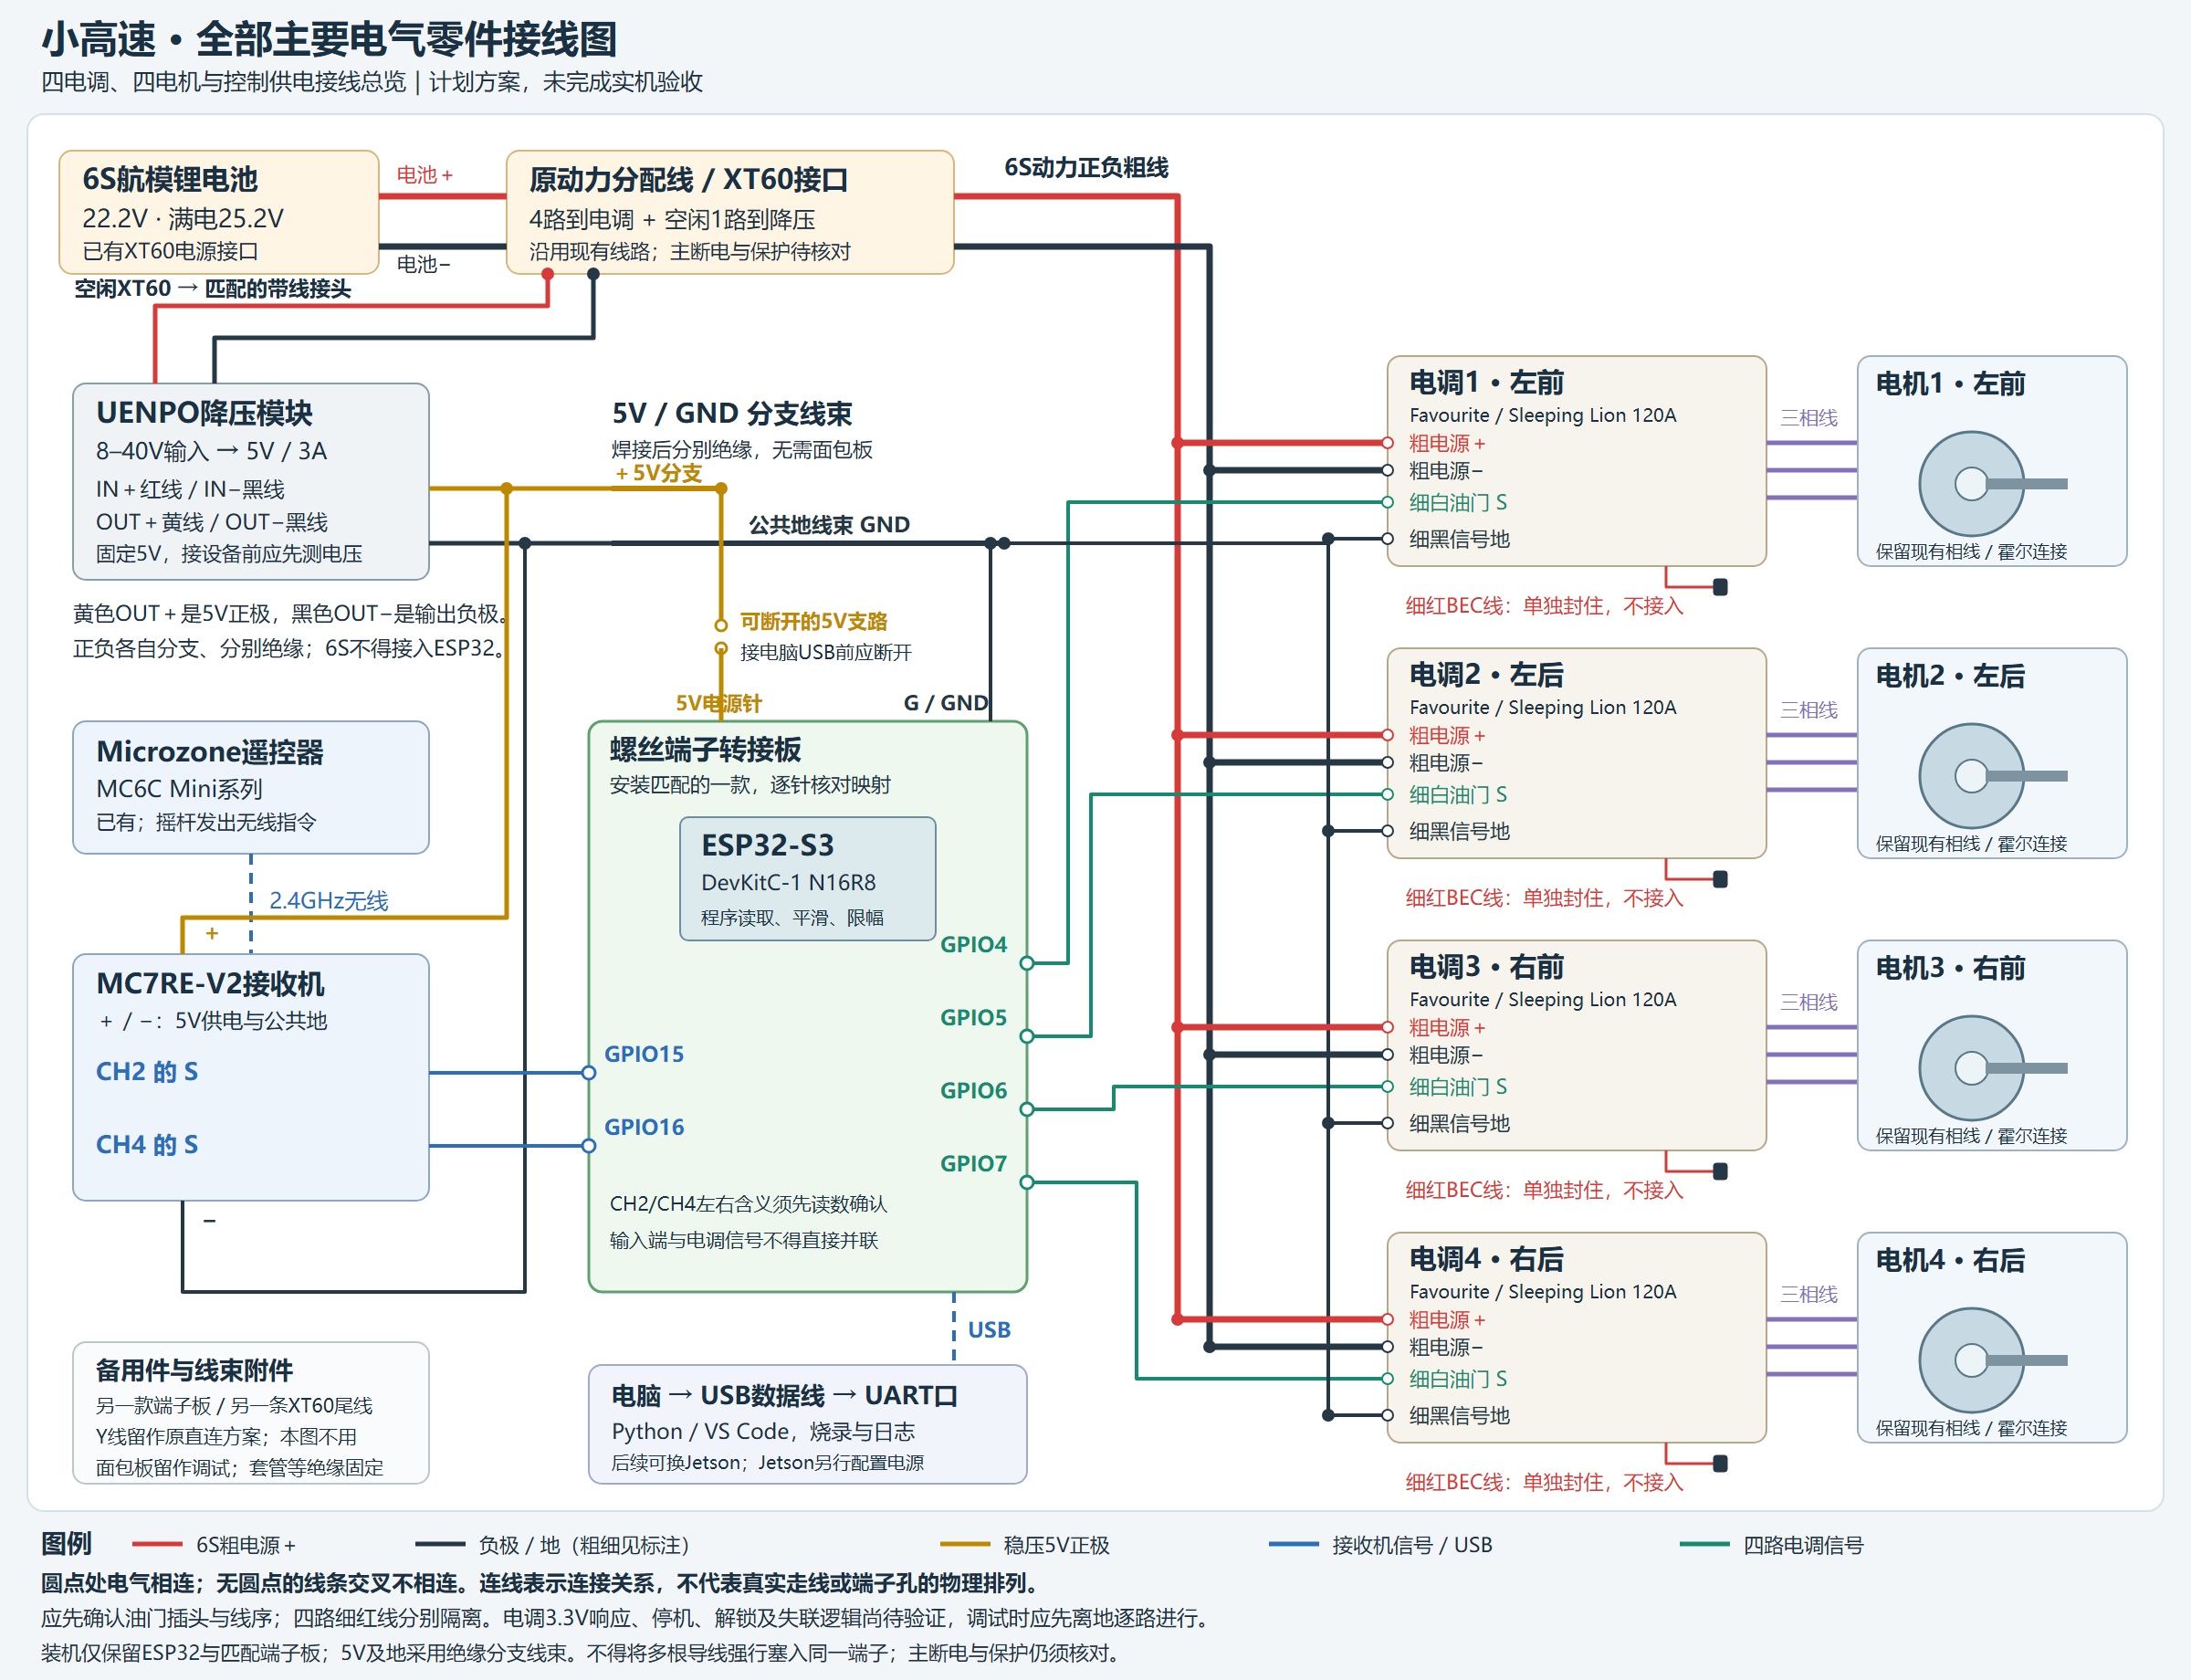 小高速 • 全部主要电气零件接线图
四电调、四电机与控制供电接线总览 | 计划方案，未完成实机验收
6S航模锂电池
22.2V · 满电25.2V
已有XT60电源接口
电池+
电池−
原动力分配线 / XT60接口
4路到电调 + 空闲1路到降压
沿用现有线路；主断电与保护待核对
6S动力正负粗线
空闲XT60 → 匹配的带线接头
UENPO降压模块
8–40V输入 → 5V / 3A
IN+红线 / IN−黑线
OUT+黄线 / OUT−黑线
固定5V，接设备前应先测电压
黄色OUT+是5V正极，黑色OUT−是输出负极。
正负各自分支、分别绝缘；6S不得接入ESP32。
5V / GND 分支线束
焊接后分别绝缘，无需面包板
+5V分支
公共地线束 GND
可断开的5V支路
接电脑USB前应断开
5V电源针
G / GND
Microzone遥控器
MC6C Mini系列
已有；摇杆发出无线指令
2.4GHz无线
+
MC7RE-V2接收机
+ / −：5V供电与公共地
CH2 的 S
CH4 的 S
−
螺丝端子转接板
安装匹配的一款，逐针核对映射
ESP32-S3
DevKitC-1 N16R8
程序读取、平滑、限幅
GPIO4
GPIO5
GPIO15
GPIO6
GPIO16
GPIO7
CH2/CH4左右含义须先读数确认
输入端与电调信号不得直接并联
USB
电脑 → USB数据线 → UART口
Python / VS Code，烧录与日志
后续可换Jetson；Jetson另行配置电源
备用件与线束附件
另一款端子板 / 另一条XT60尾线
Y线留作原直连方案；本图不用
面包板留作调试；套管等绝缘固定
电调1 • 左前
Favourite / Sleeping Lion 120A
粗电源+
粗电源−
细白油门 S
细黑信号地
细红BEC线：单独封住，不接入
三相线
电机1 • 左前
保留现有相线 / 霍尔连接
电调2 • 左后
Favourite / Sleeping Lion 120A
粗电源+
粗电源−
细白油门 S
细黑信号地
细红BEC线：单独封住，不接入
三相线
电机2 • 左后
保留现有相线 / 霍尔连接
电调3 • 右前
Favourite / Sleeping Lion 120A
粗电源+
粗电源−
细白油门 S
细黑信号地
细红BEC线：单独封住，不接入
三相线
电机3 • 右前
保留现有相线 / 霍尔连接
电调4 • 右后
Favourite / Sleeping Lion 120A
粗电源+
粗电源−
细白油门 S
细黑信号地
细红BEC线：单独封住，不接入
三相线
电机4 • 右后
保留现有相线 / 霍尔连接
图例
6S粗电源+
负极 / 地（粗细见标注）
稳压5V正极
接收机信号 / USB
四路电调信号
圆点处电气相连；无圆点的线条交叉不相连。连线表示连接关系，不代表真实走线或端子孔的物理排列。
应先确认油门插头与线序；四路细红线分别隔离。电调3.3V响应、停机、解锁及失联逻辑尚待验证，调试时应先离地逐路进行。
装机仅保留ESP32与匹配端子板；5V及地采用绝缘分支线束。不得将多根导线强行塞入同一端子；主断电与保护仍须核对。